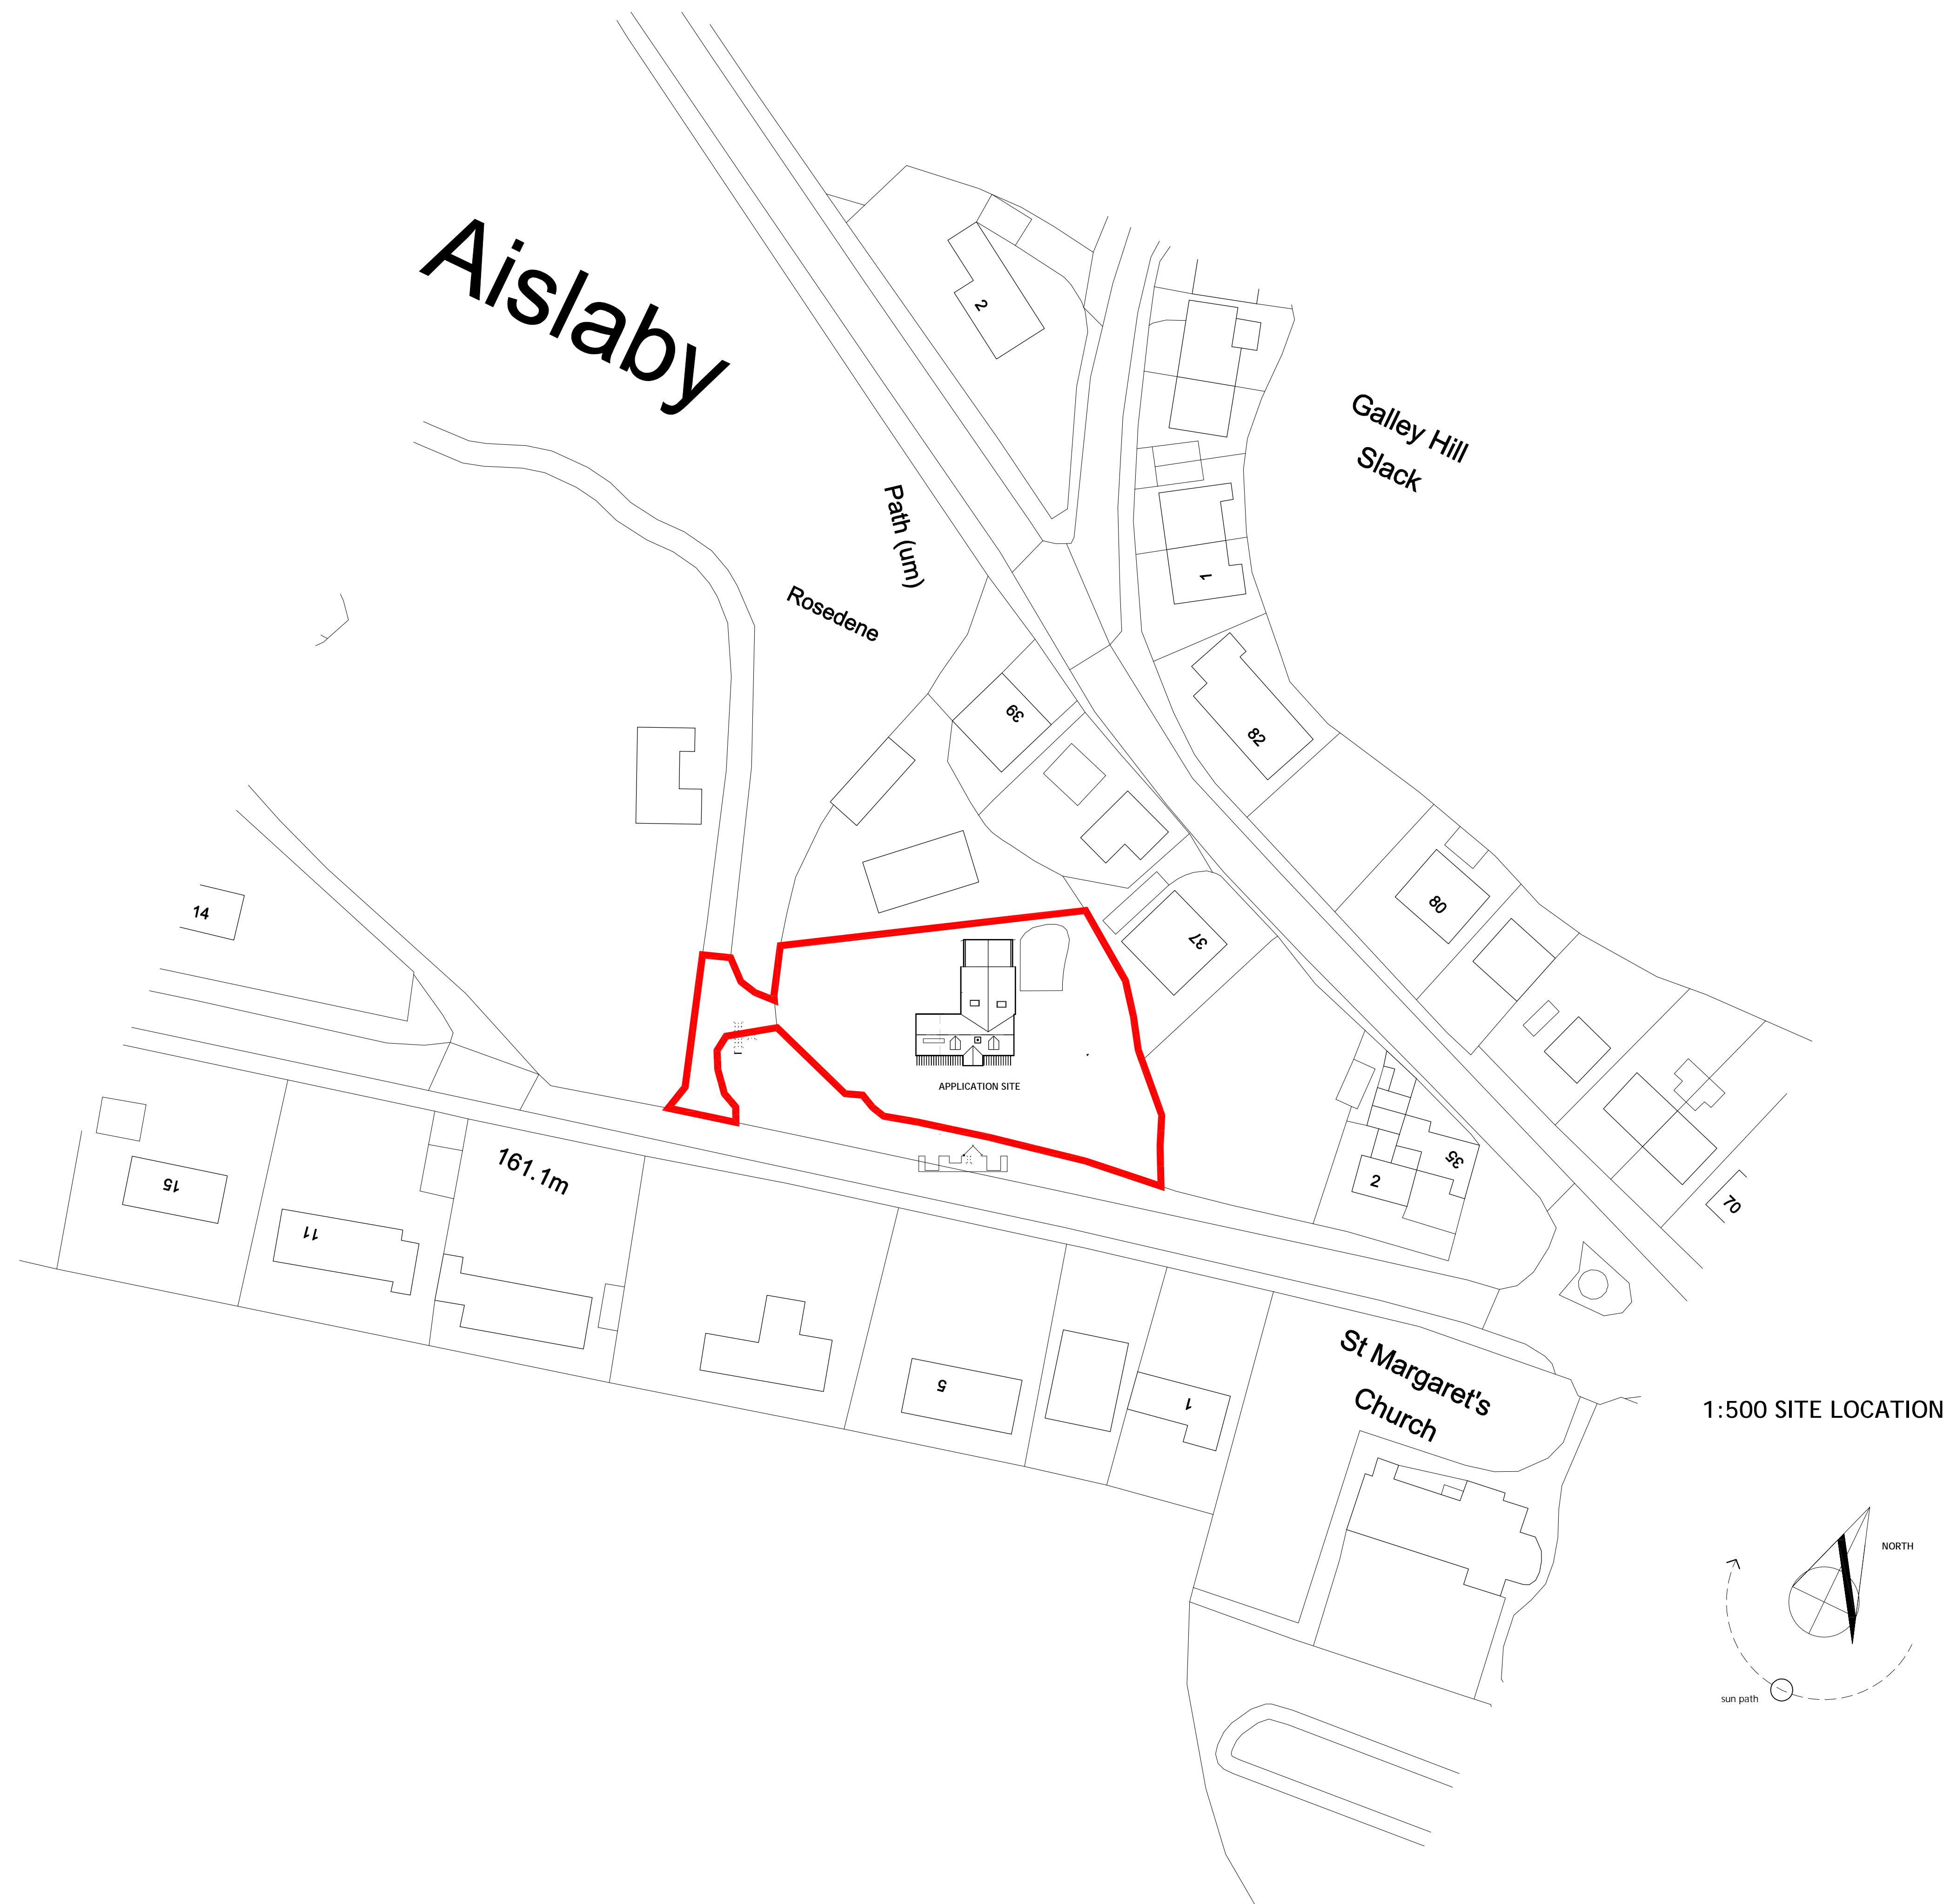 Aislaby
2
Galley Hill
Slack
Path (um)
1
Rosedene
39
82
80
14
37
APPLICATION SITE
35
2
70
161.1m
15
11
5
1
St Margaret's
Church
1:500 SITE LOCATION
NORTH
sun path